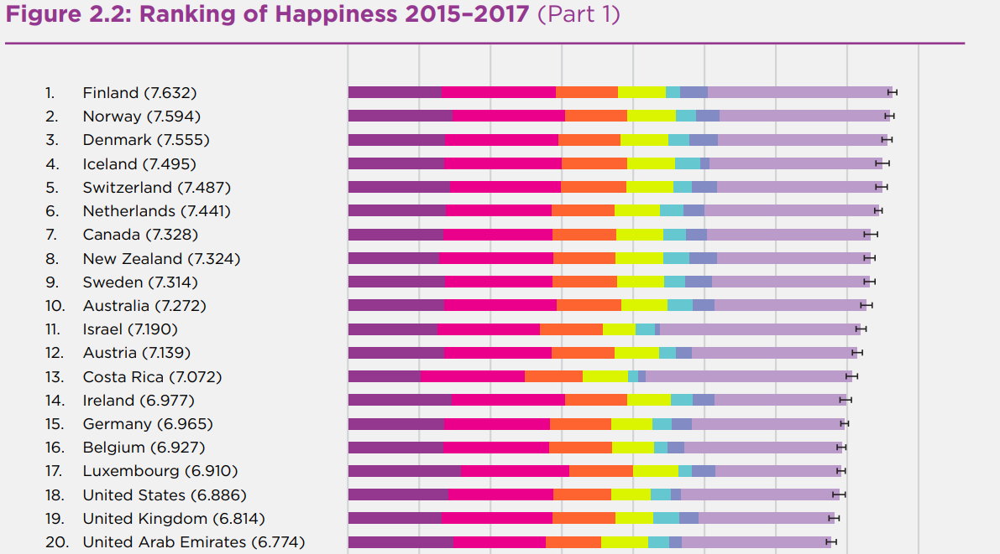 Figure 2.2: Ranking of Happiness 2015–2017 (Part 1)
1. Finland (7.632)
2. Norway (7.594)
3. Denmark (7.555)
4. Iceland (7.495)
5. Switzerland (7.487)
6. Netherlands (7.441)
7. Canada (7.328)
8. New Zealand (7.324)
9. Sweden (7.314)
10. Australia (7.272)
11. Israel (7.190)
12. Austria (7.139)
13. Costa Rica (7.072)
14. Ireland (6.977)
15. Germany (6.965)
16. Belgium (6.927)
17. Luxembourg (6.910)
18. United States (6.886)
19. United Kingdom (6.814)
20. United Arab Emirates (6.774)